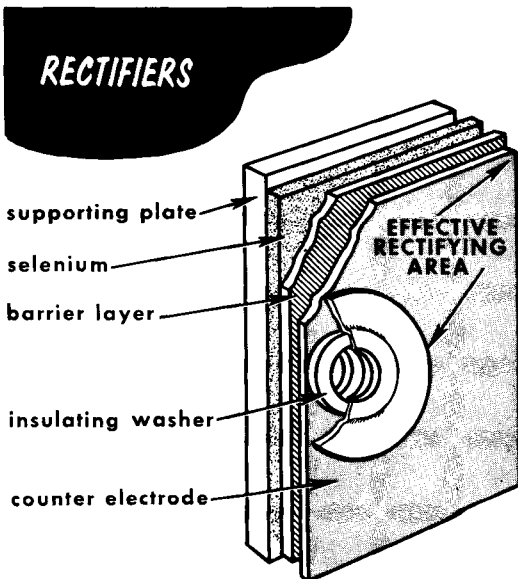 RECTIFIERS
supporting plate
selenium
barrier layer
insulating washer
counter electrode
EFFECTIVE
RECTIFYING
AREA